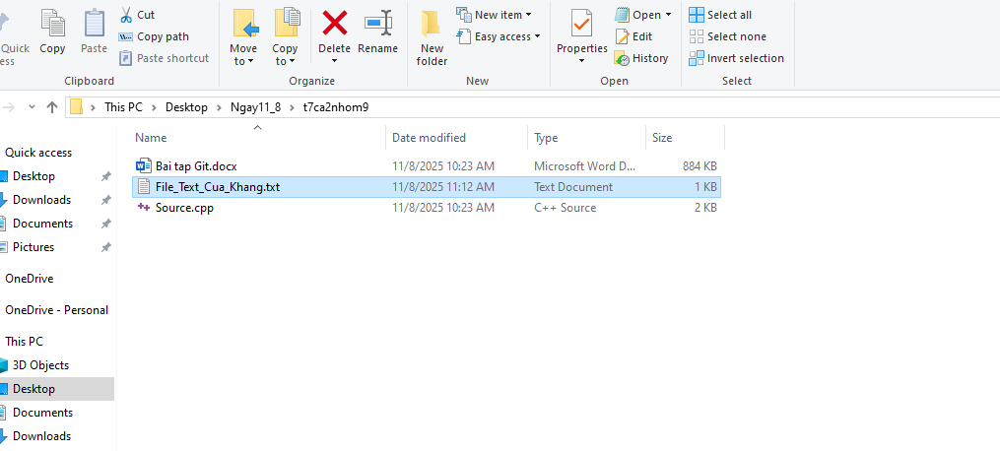 Quick
ess
Copy
Paste
Cut
Copy path
Paste shortcut
Clipboard
Move to
Copy to
Delete
Rename
Organize
New folder
New item
Easy access
New
Properties
Open
Edit
History
Open
Select all
Select none
Invert selection
Select
This PC > Desktop > Ngay11_8 > t7ca2nhom9
Name Date modified Type Size
Bai tap Git.docx 11/8/2025 10:23 AM Microsoft Word D... 884 KB
File_Text_Cua_Khang.txt 11/8/2025 11:12 AM Text Document 1 KB
Source.cpp 11/8/2025 10:23 AM C++ Source 2 KB
Quick access
Desktop
Downloads
Documents
Pictures
OneDrive
OneDrive - Personal
This PC
3D Objects
Desktop
Documents
Downloads